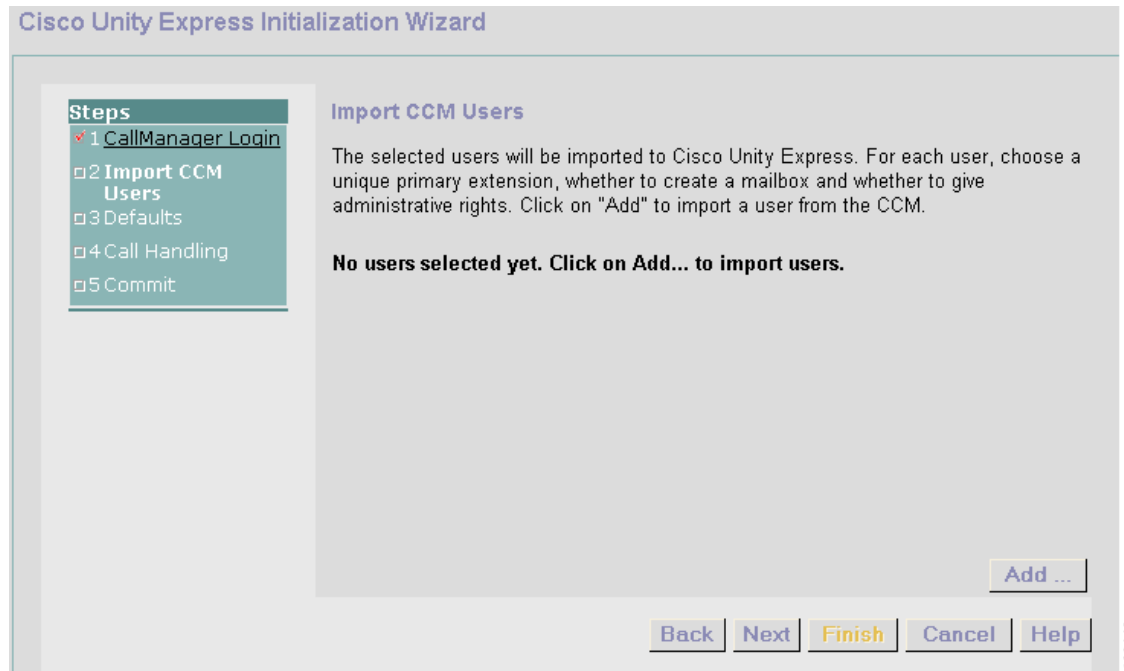 Cisco Unity Express Initialization Wizard
Steps
1 CallManager Login
2 Import CCM
Users
3 Defaults
4 Call Handling
5 Commit
Import CCM Users
The selected users will be imported to Cisco Unity Express. For each user, choose a
unique primary extension, whether to create a mailbox and whether to give
administrative rights. Click on "Add" to import a user from the CCM.
No users selected yet. Click on Add... to import users.
Add ...
Back Next Finish Cancel Help